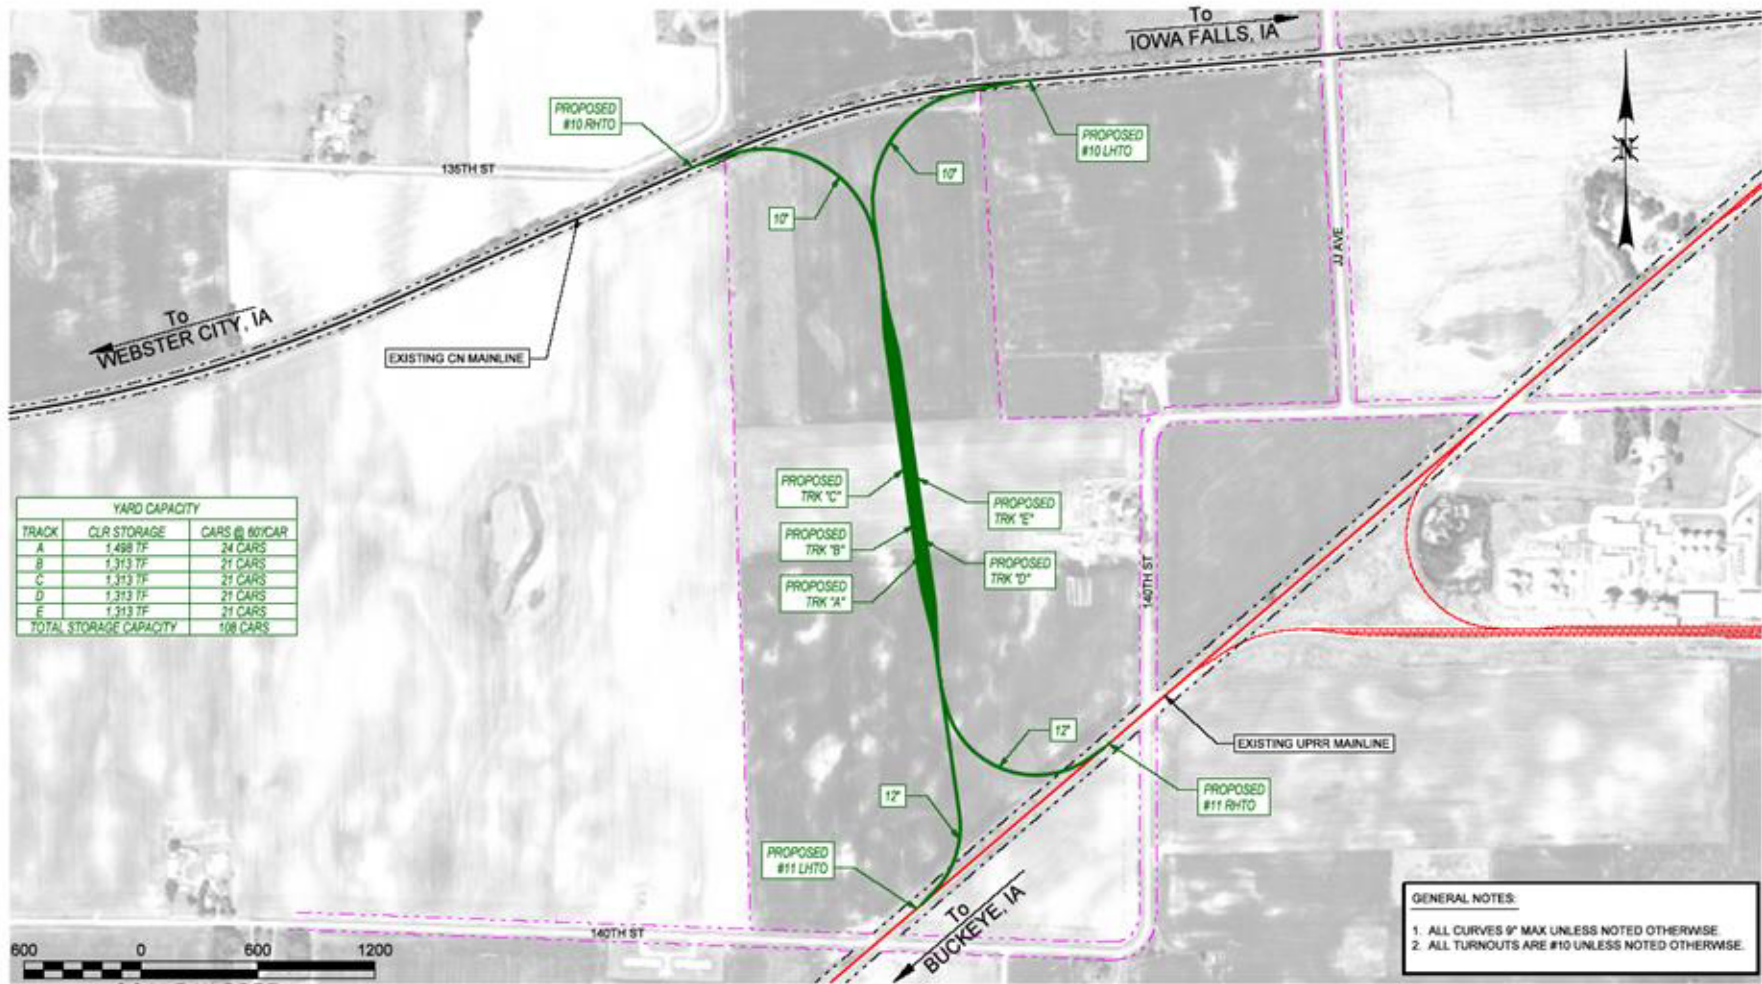 To
IOWA FALLS, IA
PROPOSED
#10 RHTO
PROPOSED
#10 LHTO
135TH ST
10°
10°
JJ AVE
N
To
WEBSTER CITY, IA
EXISTING CN MAINLINE
PROPOSED
TRK "C"
PROPOSED
TRK "E"
PROPOSED
TRK "B"
PROPOSED
TRK "D"
PROPOSED
TRK "A"
140TH ST
YARD CAPACITY
TRACK CLR STORAGE CARS @ 60'/CAR
A 1,498 TF 24 CARS
B 1,313 TF 21 CARS
C 1,313 TF 21 CARS
D 1,313 TF 21 CARS
E 1,313 TF 21 CARS
TOTAL STORAGE CAPACITY 108 CARS
12°
EXISTING UPRR MAINLINE
12°
PROPOSED
#11 RHTO
PROPOSED
#11 LHTO
To
BUCKEYE, IA
140TH ST
600 0 600 1200
GENERAL NOTES:
1. ALL CURVES 9° MAX UNLESS NOTED OTHERWISE.
2. ALL TURNOUTS ARE #10 UNLESS NOTED OTHERWISE.